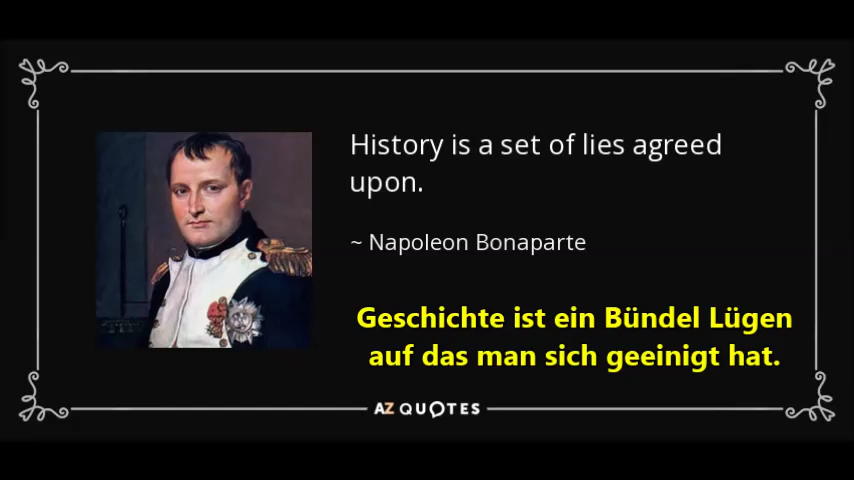 History is a set of lies agreed
upon.
~ Napoleon Bonaparte
Geschichte ist ein Bündel Lügen
auf das man sich geeinigt hat.
AZ QUOTES